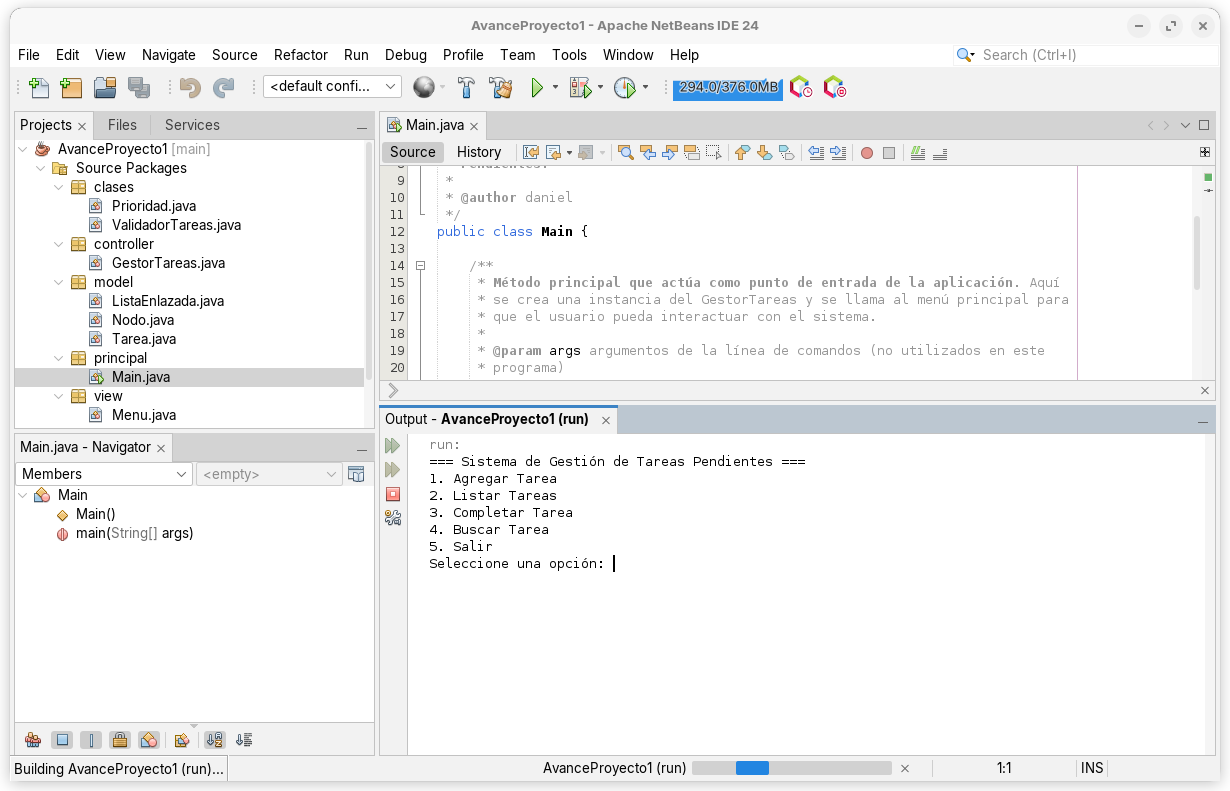 AvanceProyecto1 - Apache NetBeans IDE 24
File Edit View Navigate Source Refactor Run Debug Profile Team Tools Window Help
Search (Ctrl+I)
<default confi...
294.0/376.0MB
Projects Files Services
AvanceProyecto1 [main]
Source Packages
clases
Prioridad.java
ValidadorTareas.java
controller
GestorTareas.java
model
ListaEnlazada.java
Nodo.java
Tarea.java
principal
Main.java
view
Menu.java
Main.java - Navigator
Members <empty>
Main
Main()
main(String[] args)
Main.java
Source History
9 *
10 * @author daniel
11 */
12 public class Main {
13
14 /**
15 * Método principal que actúa como punto de entrada de la aplicación. Aquí
16 * se crea una instancia del GestorTareas y se llama al menú principal para
17 * que el usuario pueda interactuar con el sistema.
18 *
19 * @param args argumentos de la línea de comandos (no utilizados en este
20 * programa)
Output - AvanceProyecto1 (run)
run:
=== Sistema de Gestión de Tareas Pendientes ===
1. Agregar Tarea
2. Listar Tareas
3. Completar Tarea
4. Buscar Tarea
5. Salir
Seleccione una opción:
Building AvanceProyecto1 (run)...
AvanceProyecto1 (run)
1:1
INS